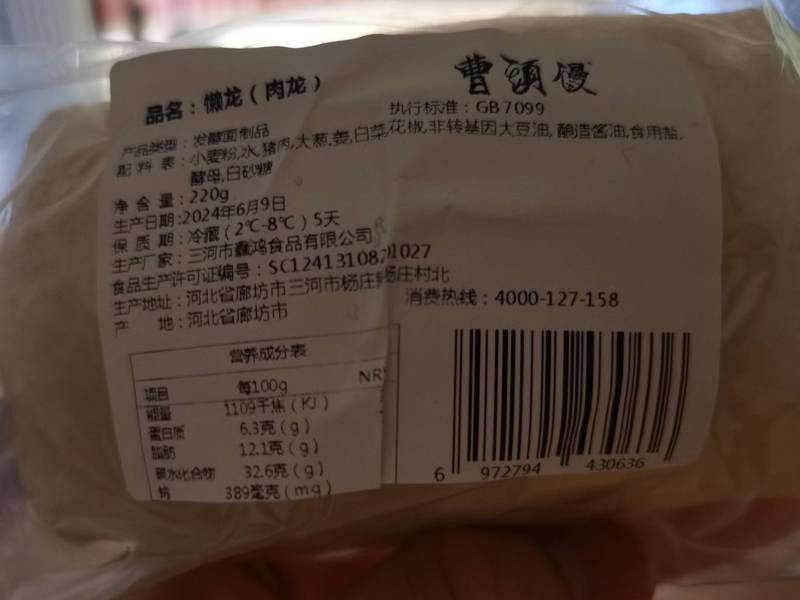 曹頭馒
品名：懒龙（肉龙）
执行标准：GB 7099
产品类型：发酵面制品
配 料 表：小麦粉,水,猪肉,大葱,姜,白菜,花椒,非转基因大豆油, 酿造酱油,食用盐,
酵母,白砂糖
净 含 量：220g
生产日期:2024年6月9日
保 质 期：冷藏（2℃-8℃）5天
生产厂家：三河市鑫鸿食品有限公司
食品生产许可证编号：SC124131082 1027
生产地址：河北省廊坊市三河市杨庄 杨庄村北
消费热线：4000-127-158
产 地：河北省廊坊市
营养成分表
项目 每100g NR
能量 1109千焦（KJ）
蛋白质 6.3克（g）
脂肪 12.1克（g）
碳水化合物 32.6克（g）
钠 389毫克（mg）
6 972794 430636